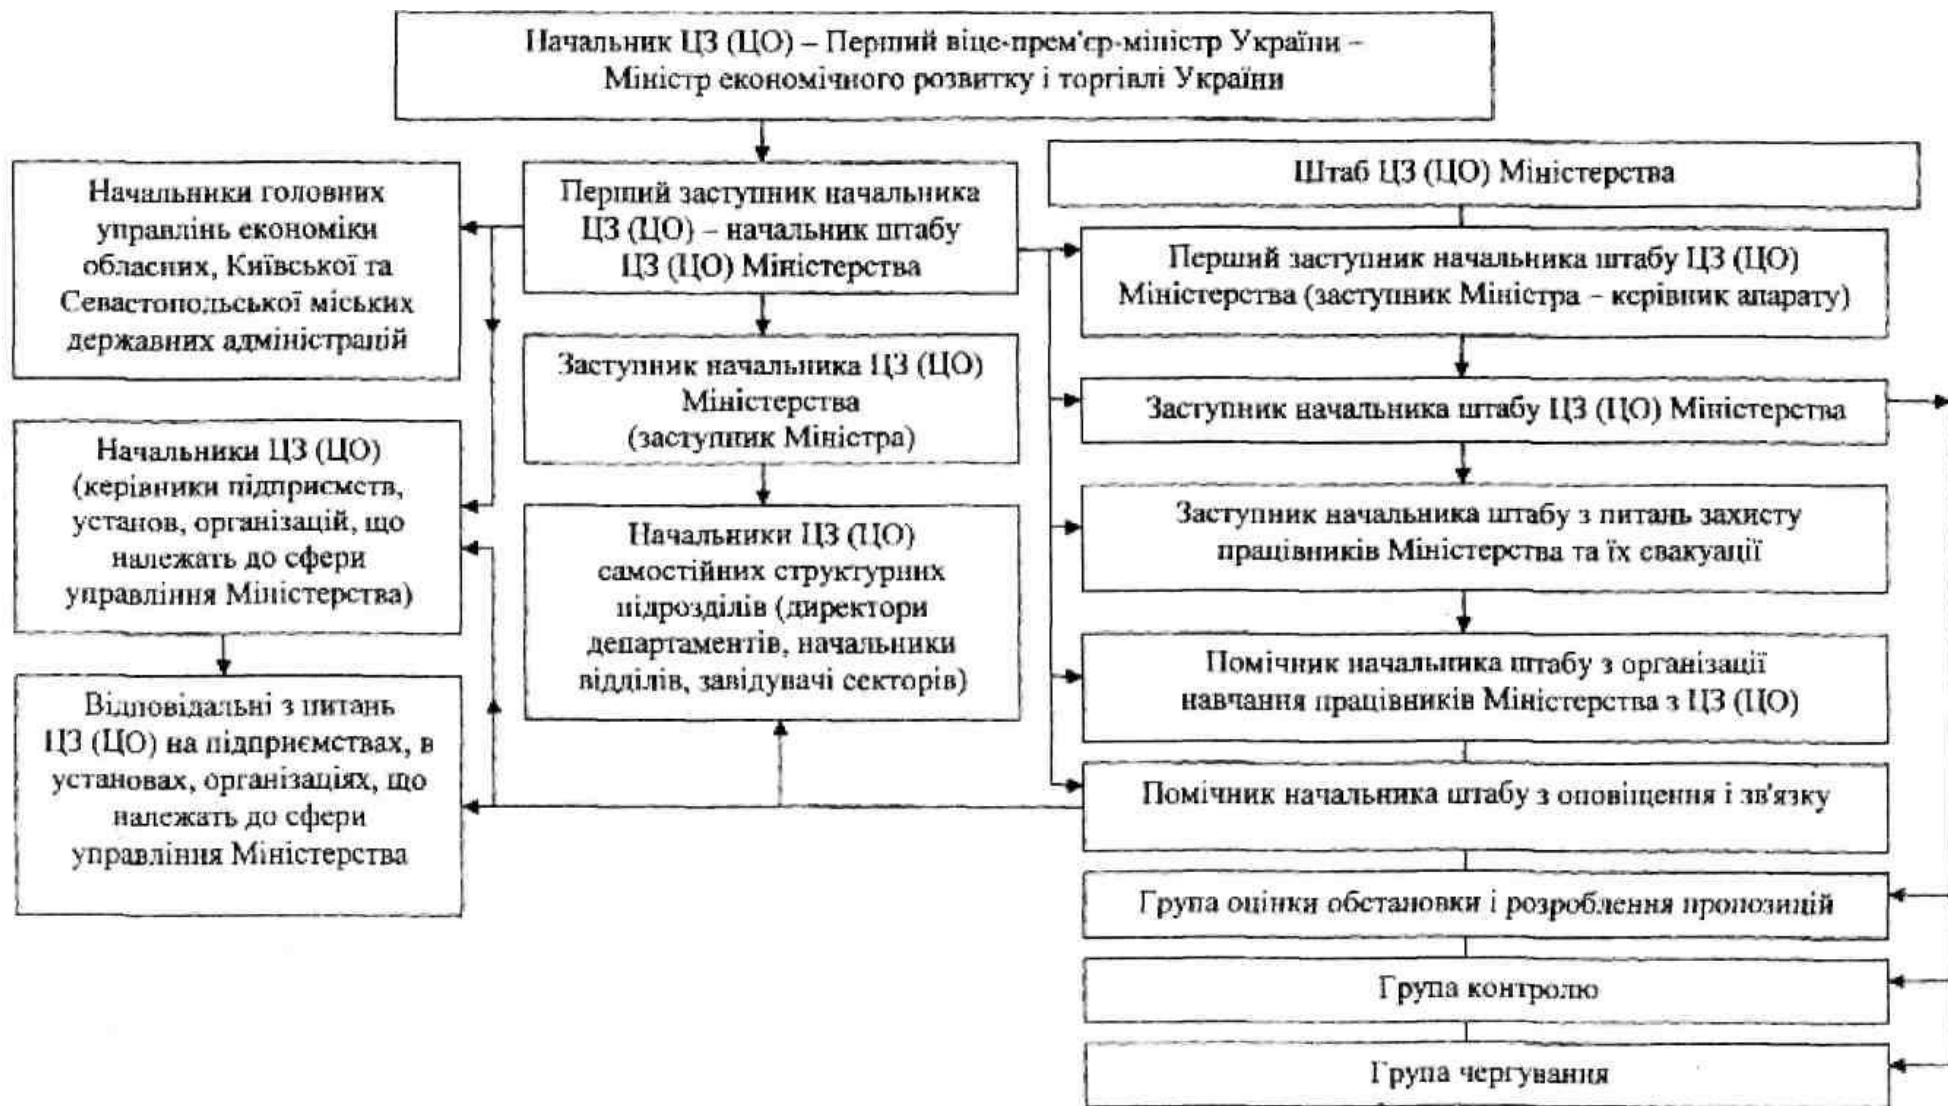 Начальник ЦЗ (ЦО) – Перший віце-прем'єр-міністр України –
Міністр економічного розвитку і торгівлі України
Начальники головних
управлінь економіки
обласних, Київської та
Севастопольської міських
державних адміністрацій
Начальники ЦЗ (ЦО)
(керівники підприємств,
установ, організацій, що
належать до сфери
управління Міністерства)
Відповідальні з питань
ЦЗ (ЦО) на підприємствах, в
установах, організаціях, що
належать до сфери
управління Міністерства
Перший заступник начальника
ЦЗ (ЦО) – начальник штабу
ЦЗ (ЦО) Міністерства
Заступник начальника ЦЗ (ЦО)
Міністерства
(заступник Міністра)
Начальники ЦЗ (ЦО)
самостійних структурних
підрозділів (директори
департаментів, начальники
відділів, завідувачі секторів)
Штаб ЦЗ (ЦО) Міністерства
Перший заступник начальника штабу ЦЗ (ЦО)
Міністерства (заступник Міністра – керівник апарату)
Заступник начальника штабу ЦЗ (ЦО) Міністерства
Заступник начальника штабу з питань захисту
працівників Міністерства та їх евакуації
Помічник начальника штабу з організації
навчання працівників Міністерства з ЦЗ (ЦО)
Помічник начальника штабу з оповіщення і зв'язку
Група оцінки обстановки і розроблення пропозицій
Група контролю
Група чергування